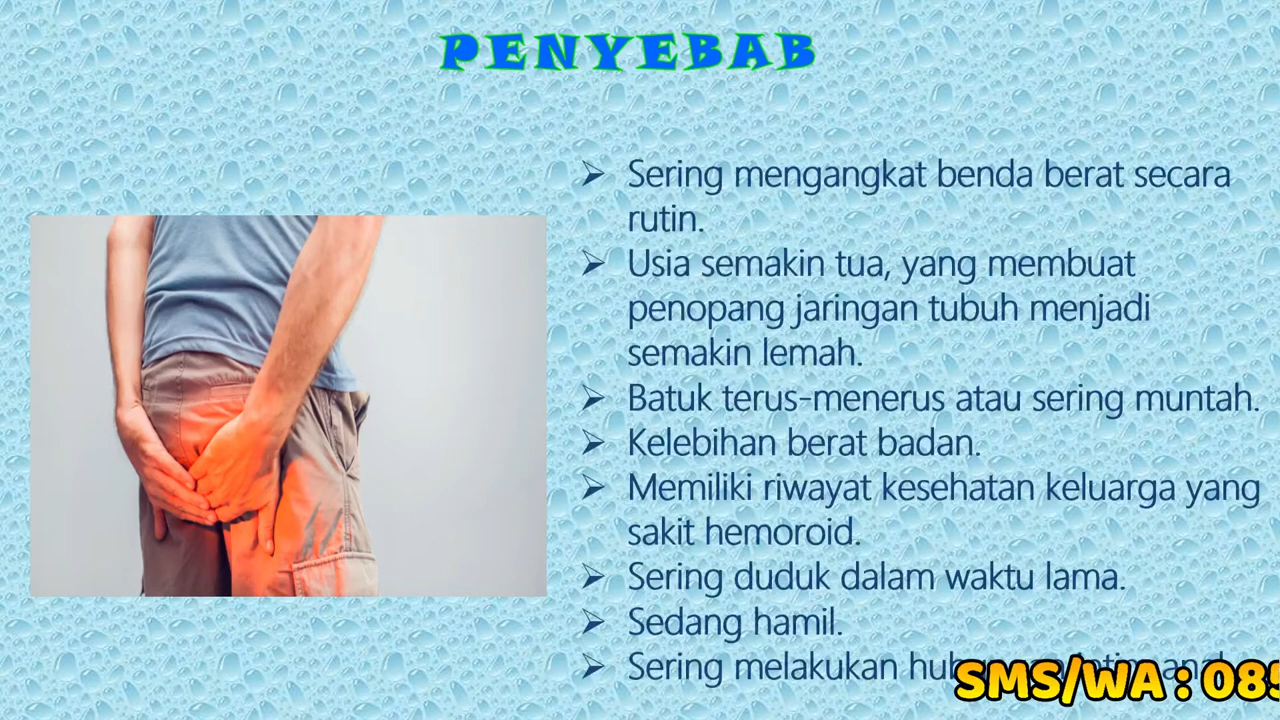 PENYEBAB
➢ Sering mengangkat benda berat secara
rutin.
➢ Usia semakin tua, yang membuat
penopang jaringan tubuh menjadi
semakin lemah.
➢ Batuk terus-menerus atau sering muntah.
➢ Kelebihan berat badan.
➢ Memiliki riwayat kesehatan keluarga yang
sakit hemoroid.
➢ Sering duduk dalam waktu lama.
➢ Sedang hamil.
➢ Sering melakukan
SMS/WA : 085